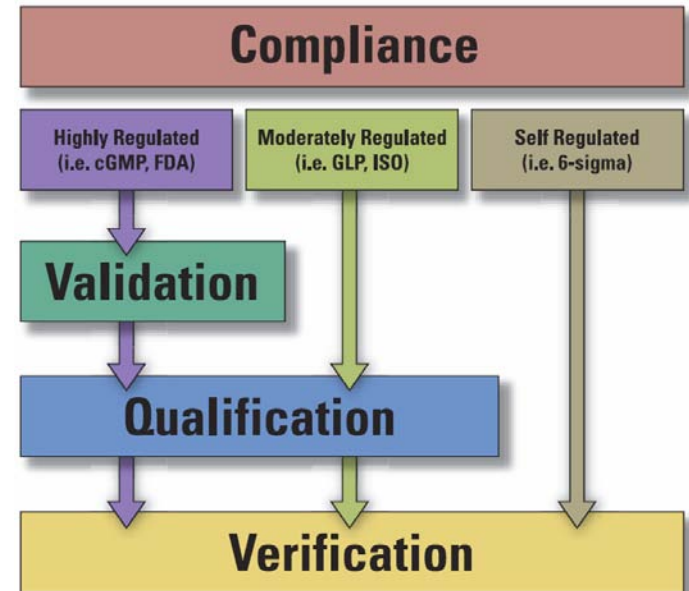 Compliance
Highly Regulated
(i.e. cGMP, FDA)
Moderately Regulated
(i.e. GLP, ISO)
Self Regulated
(i.e. 6-sigma)
Validation
Qualification
Verification